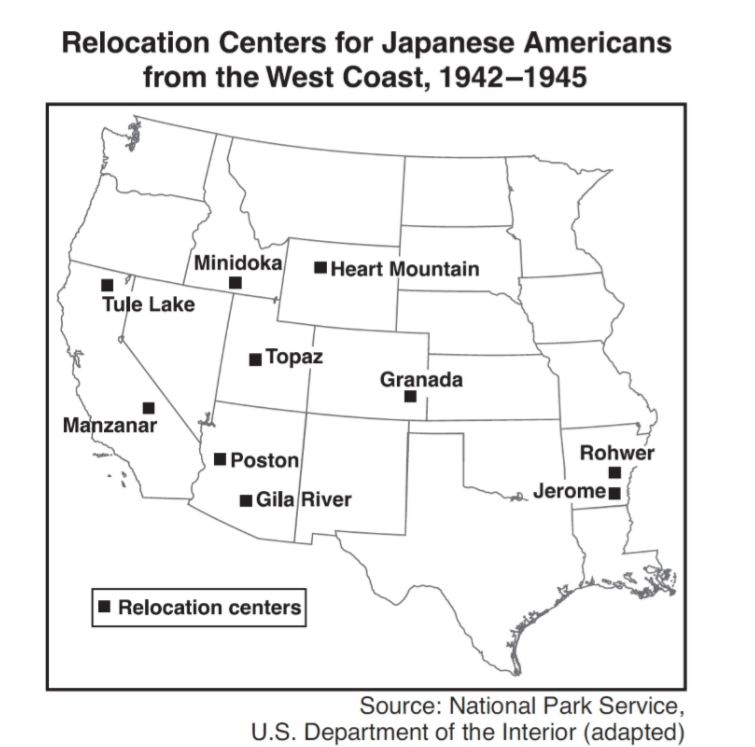 Relocation Centers for Japanese Americans
from the West Coast, 1942–1945
Minidoka
Heart Mountain
Tule Lake
Topaz
Granada
Manzanar
Poston
Rohwer
Gila River
Jerome
Relocation centers
Source: National Park Service,
U.S. Department of the Interior (adapted)